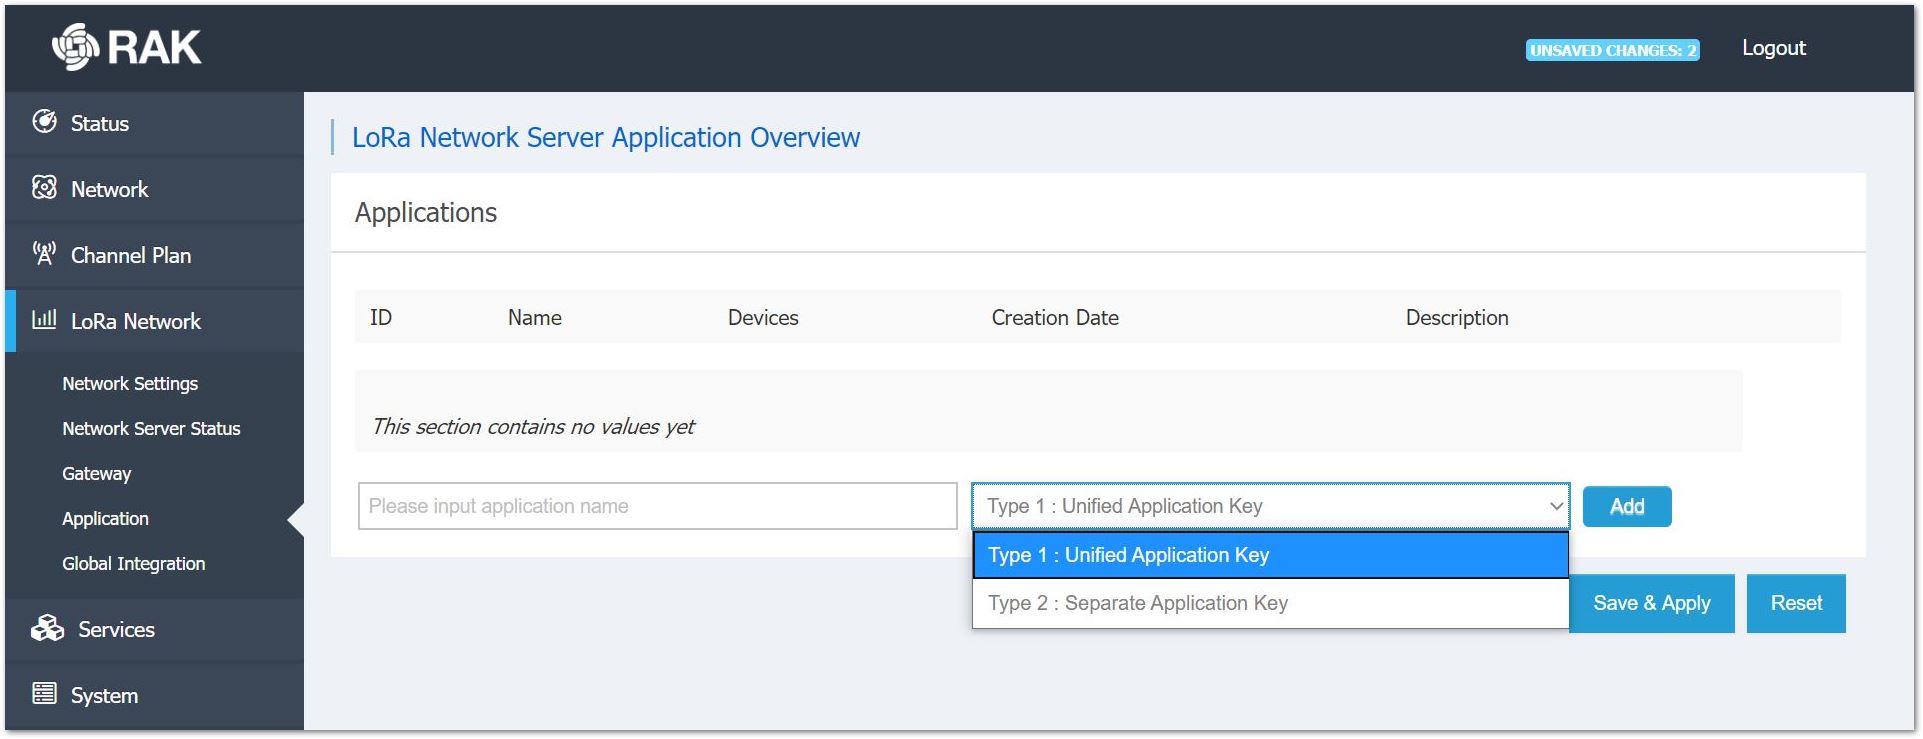 RAK
UNSAVED CHANGES: 2
Logout
Status
Network
Channel Plan
LoRa Network
Network Settings
Network Server Status
Gateway
Application
Global Integration
Services
System
LoRa Network Server Application Overview
Applications
ID Name Devices Creation Date Description
This section contains no values yet
Please input application name
Type 1 : Unified Application Key
Add
Type 1 : Unified Application Key
Type 2 : Separate Application Key
Save & Apply
Reset